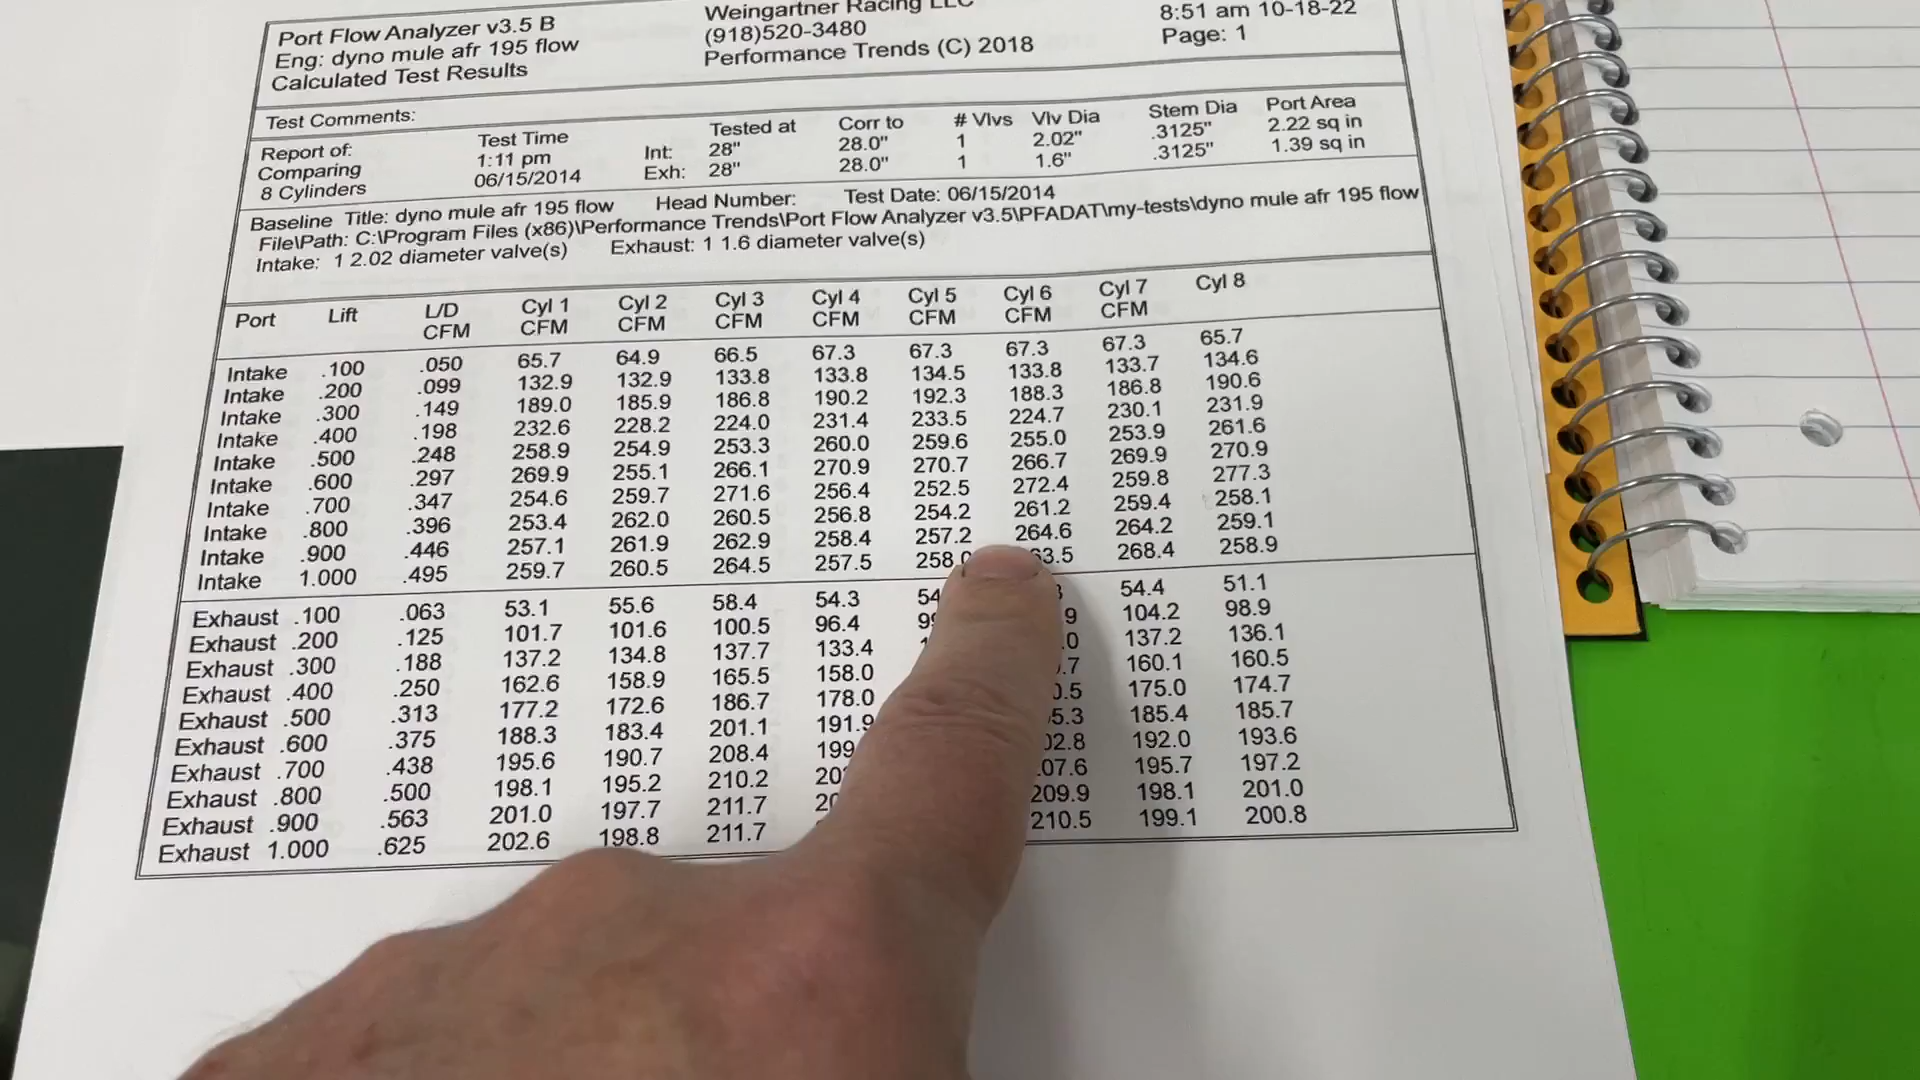 Port Flow Analyzer v3.5 B Weingartner Racing LLC 8:51 am 10-18-22
Eng: dyno mule afr 195 flow (918)520-3480 Page: 1
Calculated Test Results Performance Trends (C) 2018
Test Comments:
Report of: Test Time Tested at Corr to # Vlvs Vlv Dia Stem Dia Port Area
Comparing 1:11 pm Int: 28" 28.0" 1 2.02" .3125" 2.22 sq in
8 Cylinders 06/15/2014 Exh: 28" 28.0" 1 1.6" .3125" 1.39 sq in
Baseline Title: dyno mule afr 195 flow Head Number: Test Date: 06/15/2014
File\Path: C:\Program Files (x86)\Performance Trends\Port Flow Analyzer v3.5\PFADAT\my-tests\dyno mule afr 195 flow
Intake: 1 2.02 diameter valve(s) Exhaust: 1 1.6 diameter valve(s)
Port Lift L/D Cyl 1 Cyl 2 Cyl 3 Cyl 4 Cyl 5 Cyl 6 Cyl 7 Cyl 8
CFM CFM CFM CFM CFM CFM CFM CFM
Intake .100 .050 65.7 64.9 66.5 67.3 67.3 67.3 67.3 65.7
Intake .200 .099 132.9 132.9 133.8 133.8 134.5 133.8 133.7 134.6
Intake .300 .149 189.0 185.9 186.8 190.2 192.3 188.3 186.8 190.6
Intake .400 .198 232.6 228.2 224.0 231.4 233.5 224.7 230.1 231.9
Intake .500 .248 258.9 254.9 253.3 260.0 259.6 255.0 253.9 261.6
Intake .600 .297 269.9 255.1 266.1 270.9 270.7 266.7 269.9 270.9
Intake .700 .347 254.6 259.7 271.6 256.4 252.5 272.4 259.8 277.3
Intake .800 .396 253.4 262.0 260.5 256.8 254.2 261.2 259.4 258.1
Intake .900 .446 257.1 261.9 262.9 258.4 257.2 264.6 264.2 259.1
Intake 1.000 .495 259.7 260.5 264.5 257.5 268.4 258.9
Exhaust .100 .063 53.1 55.6 58.4 54.3 54.4 51.1
Exhaust .200 .125 101.7 101.6 100.5 96.4 104.2 98.9
Exhaust .300 .188 137.2 134.8 137.7 133.4 137.2 136.1
Exhaust .400 .250 162.6 158.9 165.5 158.0 160.1 160.5
Exhaust .500 .313 177.2 172.6 186.7 178.0 175.0 174.7
Exhaust .600 .375 188.3 183.4 201.1 191.9 185.4 185.7
Exhaust .700 .438 195.6 190.7 208.4 192.0 193.6
Exhaust .800 .500 198.1 195.2 210.2 195.7 197.2
Exhaust .900 .563 201.0 197.7 211.7 209.9 198.1 201.0
Exhaust 1.000 .625 202.6 198.8 211.7 210.5 199.1 200.8